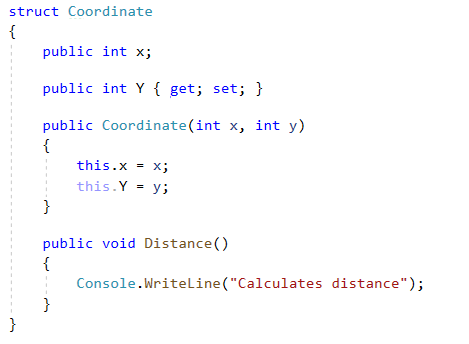 struct Coordinate
{
    public int x;

    public int Y { get; set; }

    public Coordinate(int x, int y)
    {
        this.x = x;
        this.Y = y;
    }

    public void Distance()
    {
        Console.WriteLine("Calculates distance");
    }
}